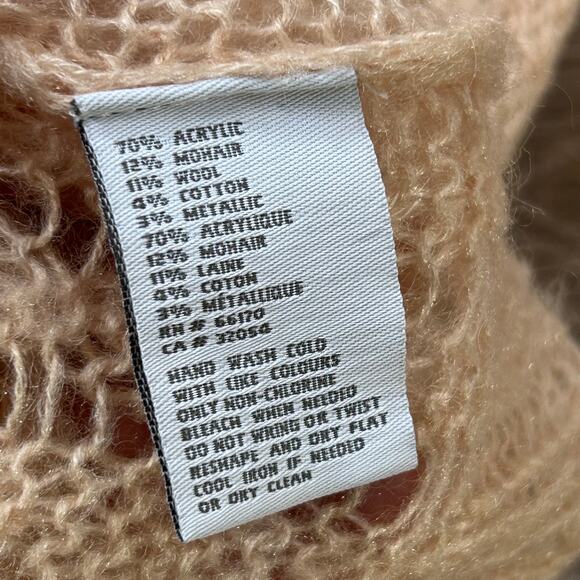 70% ACRYLIC
12% MOHAIR
11% WOOL
4% COTTON
3% METALLIC
70% ACRYLIQUE
12% MOHAIR
11% LAINE
4% COTON
3% MÉTALLIQUE
RN # 66170
CA # 32054
HAND WASH COLD
WITH LIKE COLOURS
ONLY NON-CHLORINE
BLEACH WHEN NEEDED
DO NOT WRING OR TWIST
RESHAPE AND DRY FLAT
COOL IRON IF NEEDED
OR DRY CLEAN